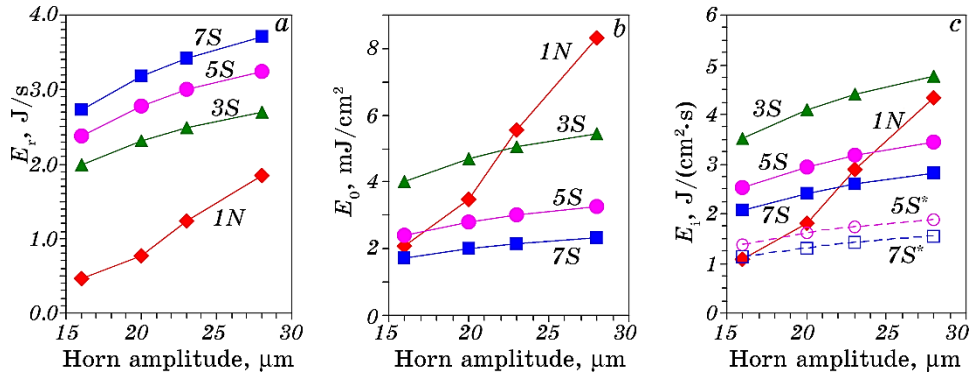 a
4.0
3.0
2.0
1.0
0.0
E_r, J/s
7S
5S
3S
1N
15 20 25 30
Horn amplitude, μm
b
8
6
4
2
0
E_0, mJ/cm²
1N
3S
5S
7S
15 20 25 30
Horn amplitude, μm
c
6
5
4
3
2
1
0
E_i, J/(cm²·s)
3S
1N
5S
7S
5S*
7S*
15 20 25 30
Horn amplitude, μm